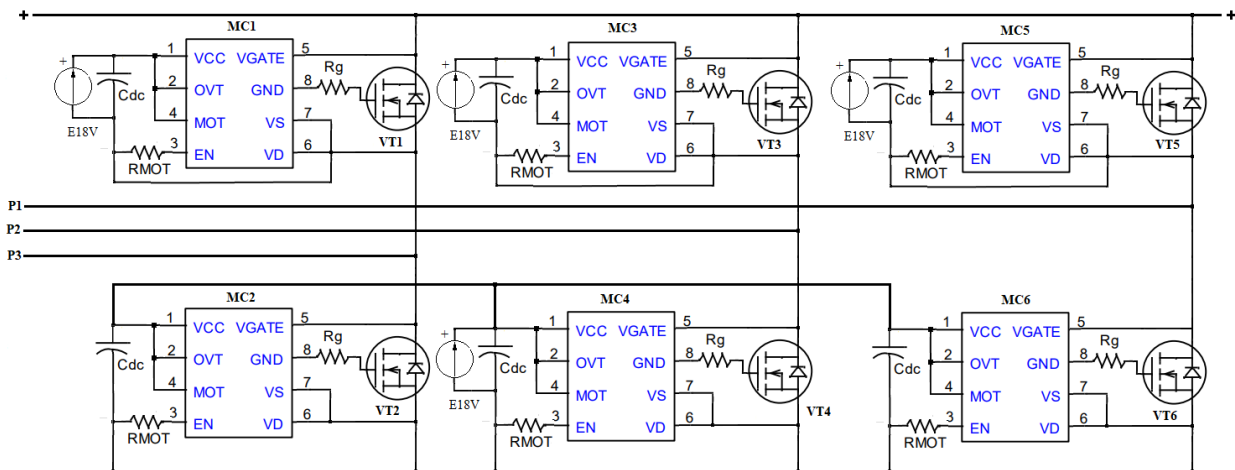 + +
MC1 MC3 MC5
1 VCC VGATE 5
2 OVT GND 8 Rg
4 MOT VS 7
3 EN VD 6
+
Cdc
E18V
RMOT
VT1
1 VCC VGATE 5
2 OVT GND 8 Rg
4 MOT VS 7
3 EN VD 6
+
Cdc
E18V
RMOT
VT3
1 VCC VGATE 5
2 OVT GND 8 Rg
4 MOT VS 7
3 EN VD 6
+
Cdc
E18V
RMOT
VT5
P1
P2
P3
MC2 MC4 MC6
1 VCC VGATE 5
2 OVT GND 8 Rg
4 MOT VS 7
3 EN VD 6
Cdc
RMOT
VT2
1 VCC VGATE 5
2 OVT GND 8 Rg
4 MOT VS 7
3 EN VD 6
+
Cdc
E18V
RMOT
VT4
1 VCC VGATE 5
2 OVT GND 8 Rg
4 MOT VS 7
3 EN VD 6
Cdc
RMOT
VT6